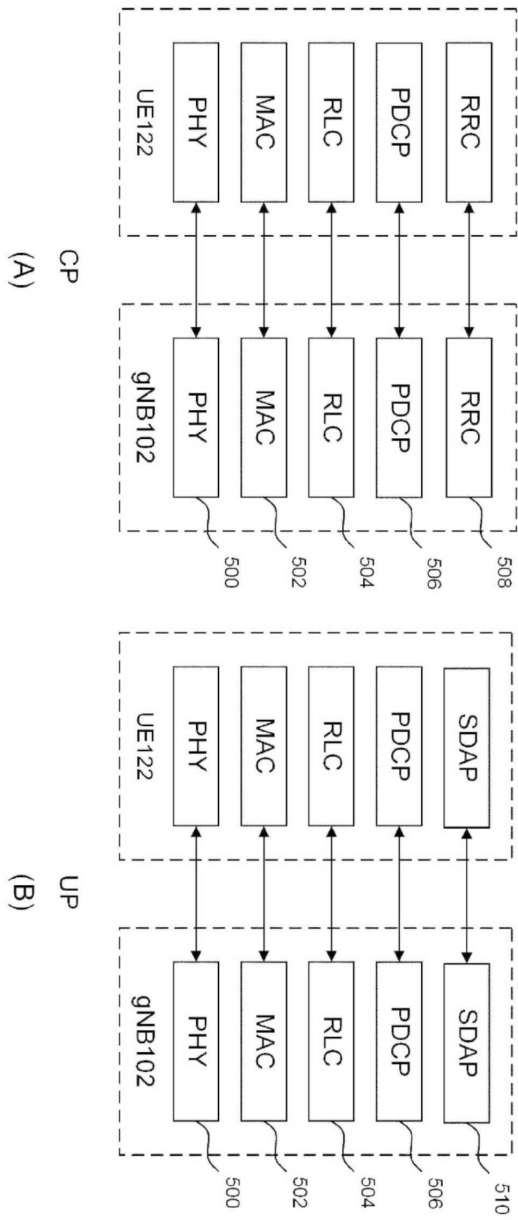 UE122
gNB102
RRC
RRC
508
PDCP
PDCP
506
RLC
RLC
504
MAC
MAC
502
PHY
PHY
500
CP
(A)
UE122
gNB102
SDAP
SDAP
510
PDCP
PDCP
506
RLC
RLC
504
MAC
MAC
502
PHY
PHY
500
UP
(B)